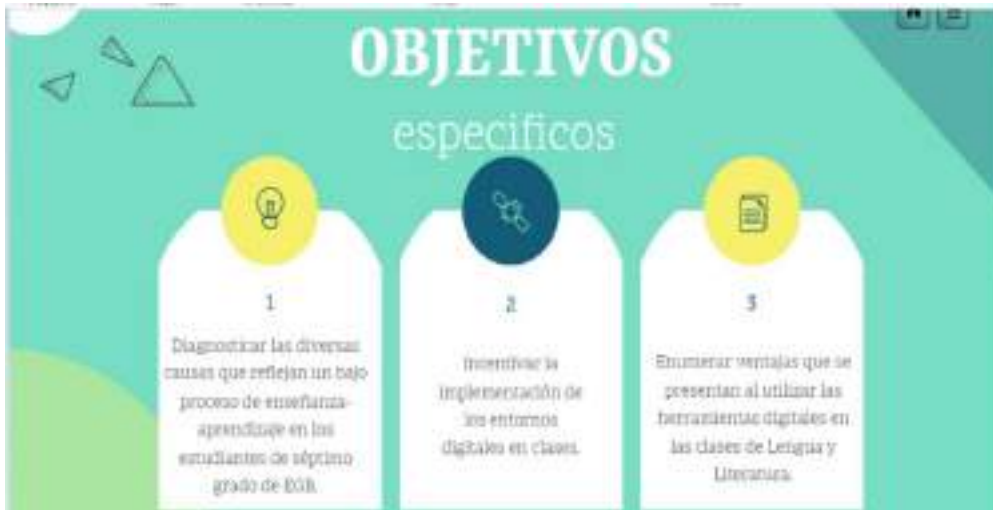 OBJETIVOS
especificos
1
Diagnosticar las diversas
causas que reflejan un bajo
proceso de enseñanza-
aprendizaje en los
estudiantes de séptimo
grado de EGB.
2
Incentivar la
implementación de
los entornos
digitales en clases.
3
Enumerar ventajas que se
presentan al utilizar las
herramientas digitales en
las clases de Lengua y
Literatura.